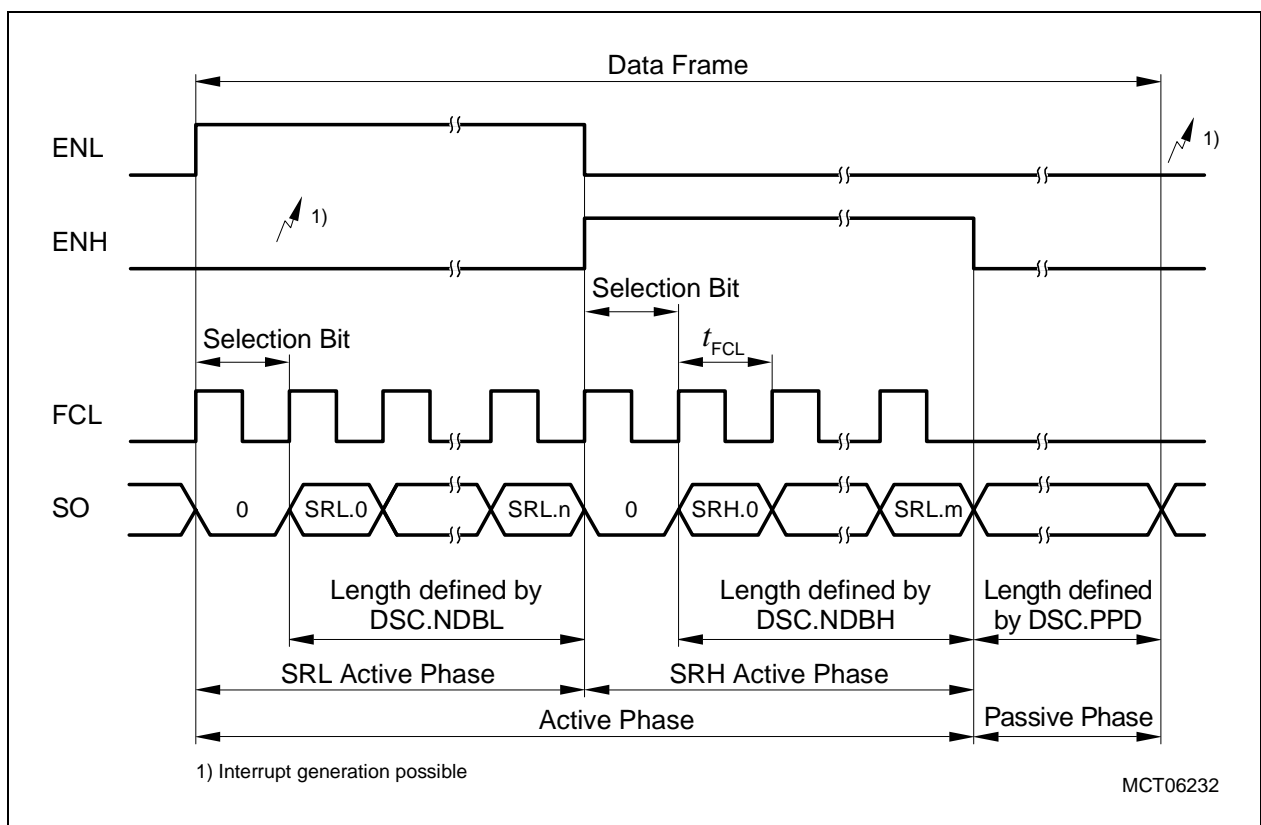 Data Frame
ENL
1)
1)
ENH
Selection Bit
Selection Bit
tFCL
FCL
SO
0
SRL.0
SRL.n
0
SRH.0
SRL.m
Length defined by
DSC.NDBL
Length defined by
DSC.NDBH
Length defined
by DSC.PPD
SRL Active Phase
SRH Active Phase
Active Phase
Passive Phase
1) Interrupt generation possible
MCT06232